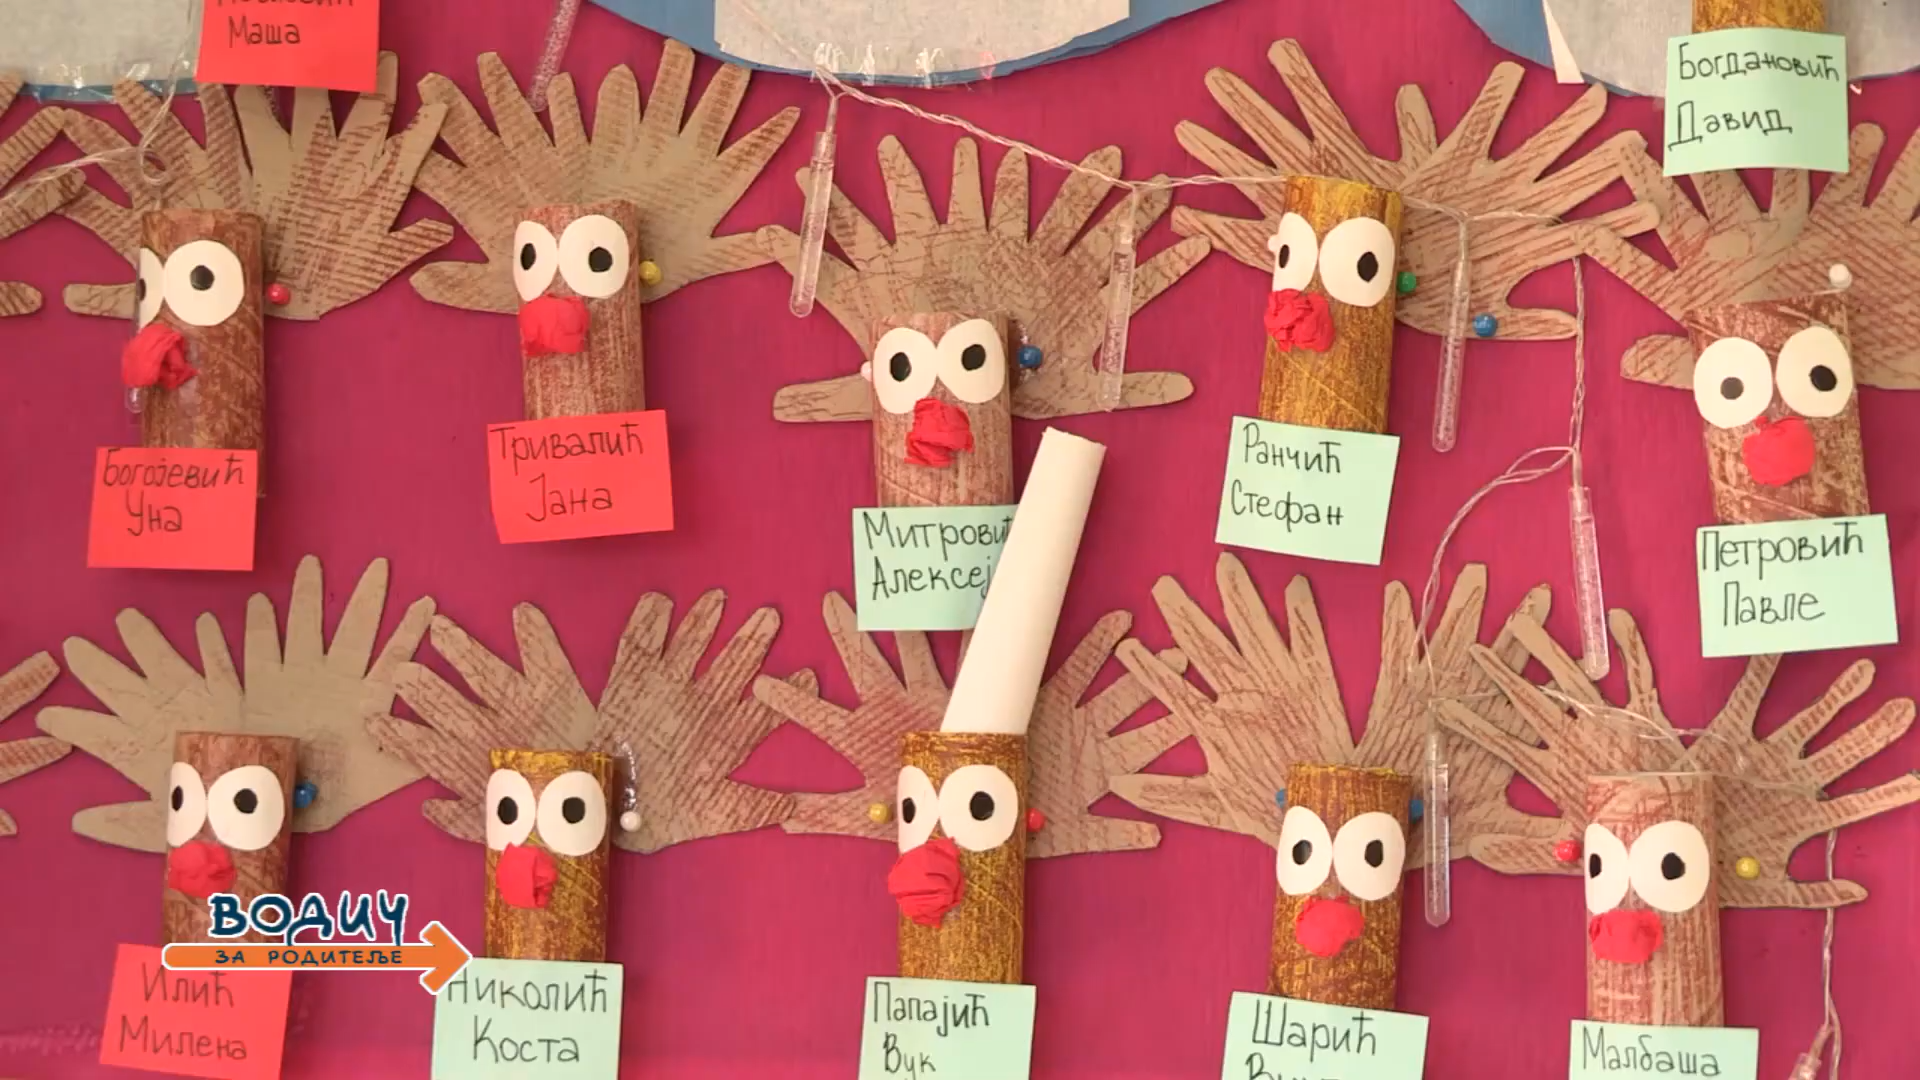 Маша
Богдановић
Давид
Богојевић
Уна
Тривалић
Јана
Митровић
Алексеј
Ранчић
Стефан
Петровић
Павле
ВОДИЧ
ЗА РОДИТЕЉЕ
Илић
Милена
Николић
Коста
Папајић
Вук
Шарић
Малбаша